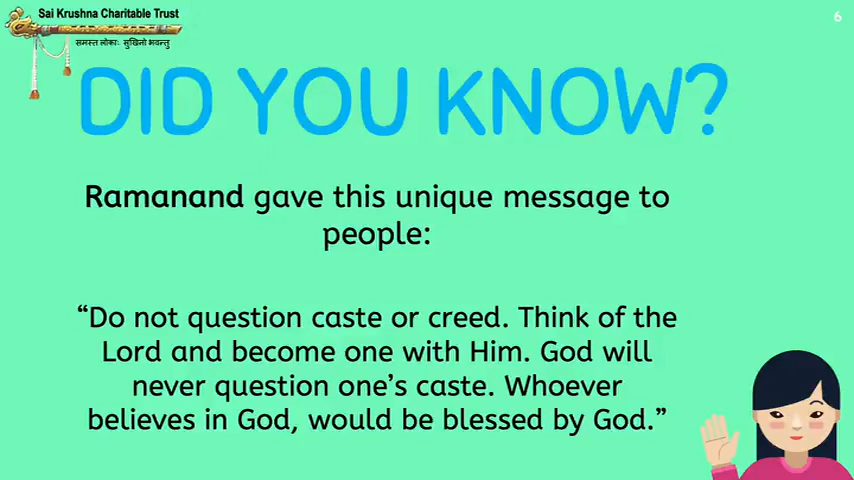 Sai Krushna Charitable Trust
समस्त लोकाः सुखिनो भवन्तु
6
DID YOU KNOW?
Ramanand gave this unique message to
people:
“Do not question caste or creed. Think of the
Lord and become one with Him. God will
never question one’s caste. Whoever
believes in God, would be blessed by God.”